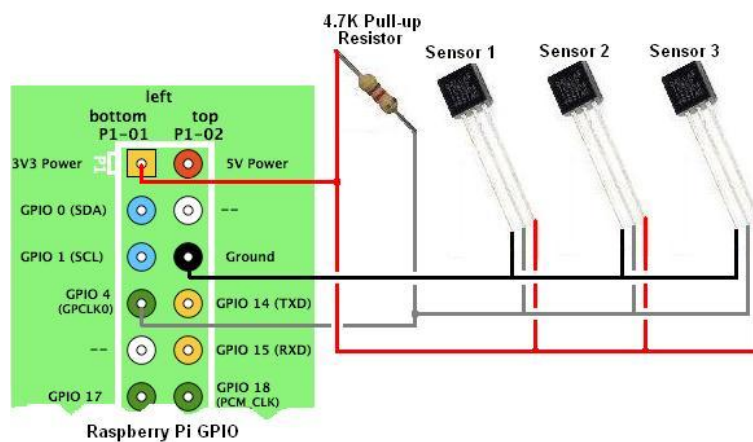 4.7K Pull-up
Resistor
Sensor 1
Sensor 2
Sensor 3
left
bottom
top
P1-01
P1-02
3V3 Power
P1
5V Power
GPIO 0 (SDA)
--
GPIO 1 (SCL)
Ground
GPIO 4
(GPCLK0)
GPIO 14 (TXD)
--
GPIO 15 (RXD)
GPIO 17
GPIO 18
(PCM_CLK)
Raspberry Pi GPIO